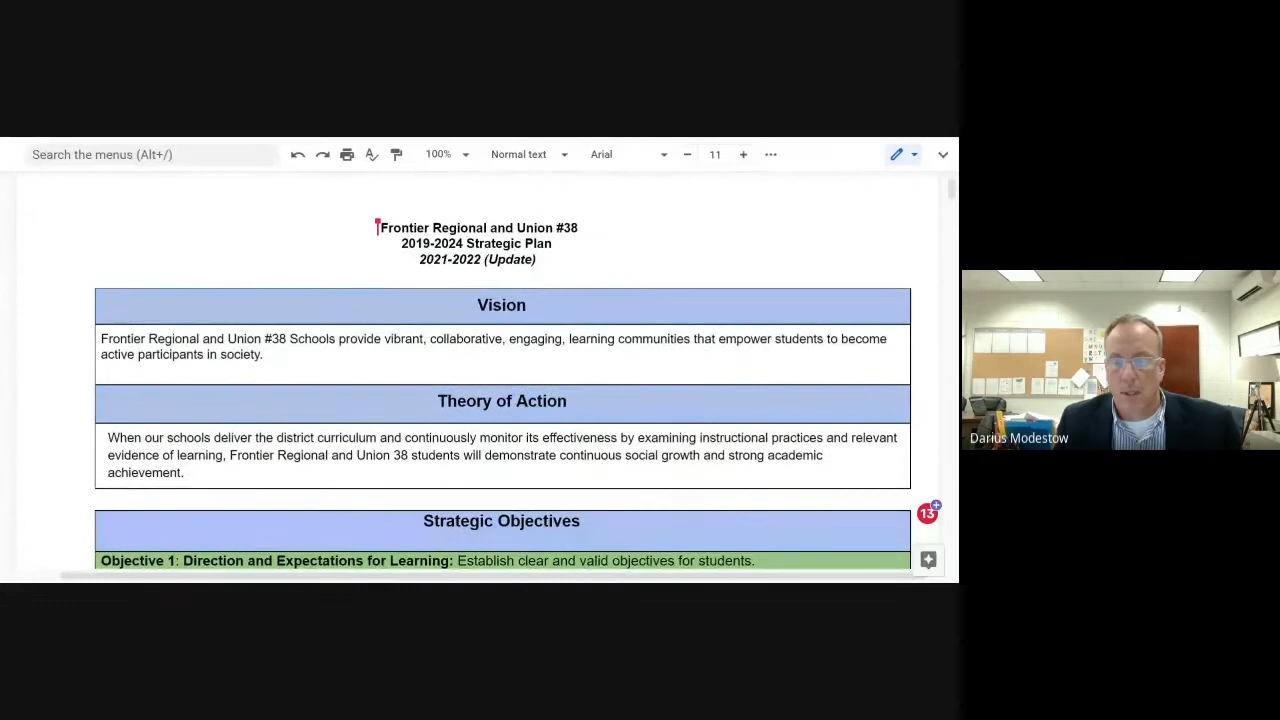 Search the menus (Alt+/)
100%
Normal text
Arial
11
Frontier Regional and Union #38
2019-2024 Strategic Plan
2021-2022 (Update)
Vision
Frontier Regional and Union #38 Schools provide vibrant, collaborative, engaging, learning communities that empower students to become
active participants in society.
Theory of Action
When our schools deliver the district curriculum and continuously monitor its effectiveness by examining instructional practices and relevant
evidence of learning, Frontier Regional and Union 38 students will demonstrate continuous social growth and strong academic
achievement.
Strategic Objectives
13
Objective 1: Direction and Expectations for Learning: Establish clear and valid objectives for students.
Darius Modestow